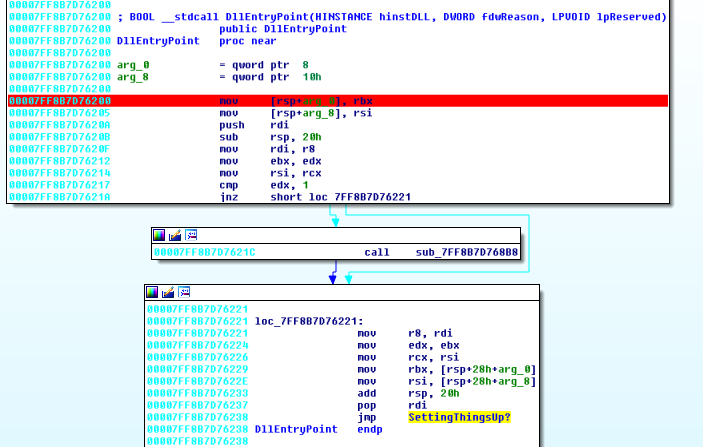 00007FF8B7D76200
00007FF8B7D76200 ; BOOL __stdcall DllEntryPoint(HINSTANCE hinstDLL, DWORD fdwReason, LPVOID lpReserved)
00007FF8B7D76200 public DllEntryPoint
00007FF8B7D76200 DllEntryPoint proc near
00007FF8B7D76200
00007FF8B7D76200 arg_0 = qword ptr 8
00007FF8B7D76200 arg_8 = qword ptr 10h
00007FF8B7D76200
00007FF8B7D76200 mov [rsp+arg_0], rbx
00007FF8B7D76205 mov [rsp+arg_8], rsi
00007FF8B7D7620A push rdi
00007FF8B7D7620B sub rsp, 20h
00007FF8B7D7620F mov rdi, r8
00007FF8B7D76212 mov ebx, edx
00007FF8B7D76214 mov rsi, rcx
00007FF8B7D76217 cmp edx, 1
00007FF8B7D7621A jnz short loc_7FF8B7D76221
00007FF8B7D7621C call sub_7FF8B7D768B8
00007FF8B7D76221
00007FF8B7D76221 loc_7FF8B7D76221:
00007FF8B7D76221 mov r8, rdi
00007FF8B7D76224 mov edx, ebx
00007FF8B7D76226 mov rcx, rsi
00007FF8B7D76229 mov rbx, [rsp+28h+arg_0]
00007FF8B7D7622E mov rsi, [rsp+28h+arg_8]
00007FF8B7D76233 add rsp, 20h
00007FF8B7D76237 pop rdi
00007FF8B7D76238 jmp SettingThingsUp?
00007FF8B7D76238 DllEntryPoint endp
00007FF8B7D76238